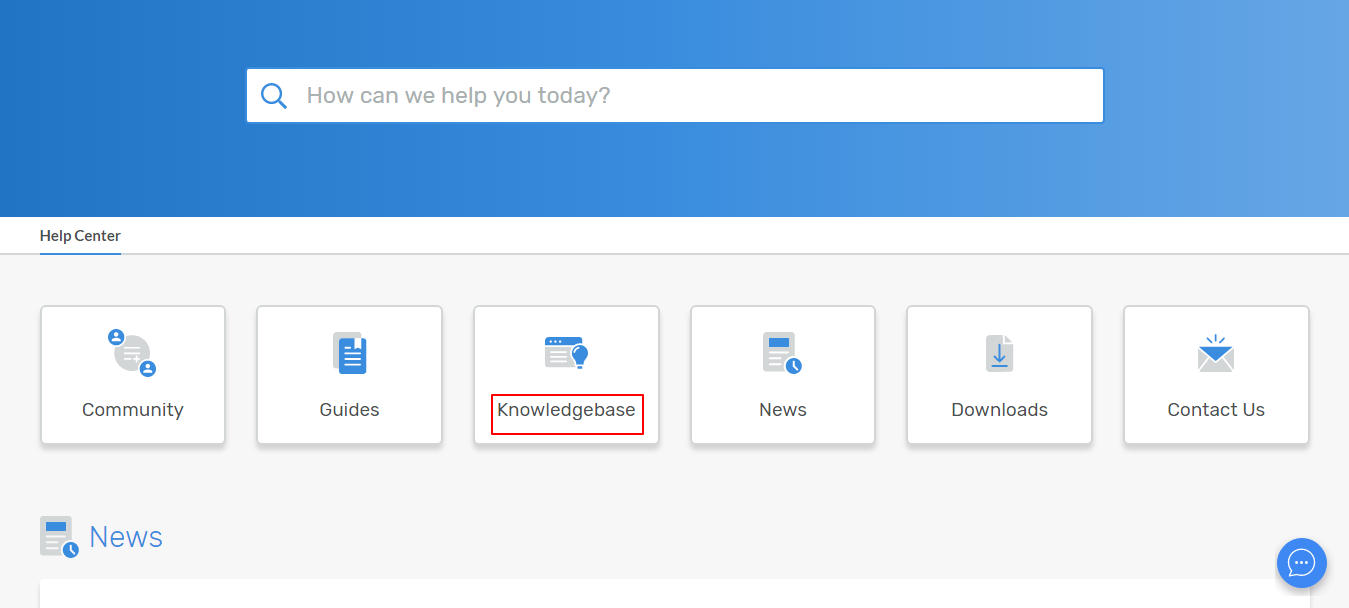 How can we help you today?
Help Center
Community
Guides
Knowledgebase
News
Downloads
Contact Us
News